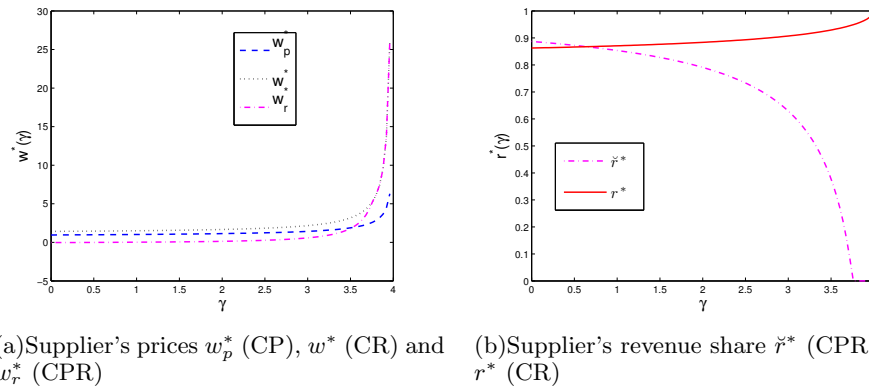 30
25
20
15
10
5
0
−5
w*(γ)
0 0.5 1 1.5 2 2.5 3 3.5 4
γ
w*p
w*
w*r
1
0.9
0.8
0.7
0.6
0.5
0.4
0.3
0.2
0.1
0
r*(γ)
0 0.5 1 1.5 2 2.5 3 3.5
γ
r̆*
r*
(a)Supplier's prices w*p (CP), w* (CR) and
w*r (CPR)
(b)Supplier's revenue share r̆* (CPR
r* (CR)